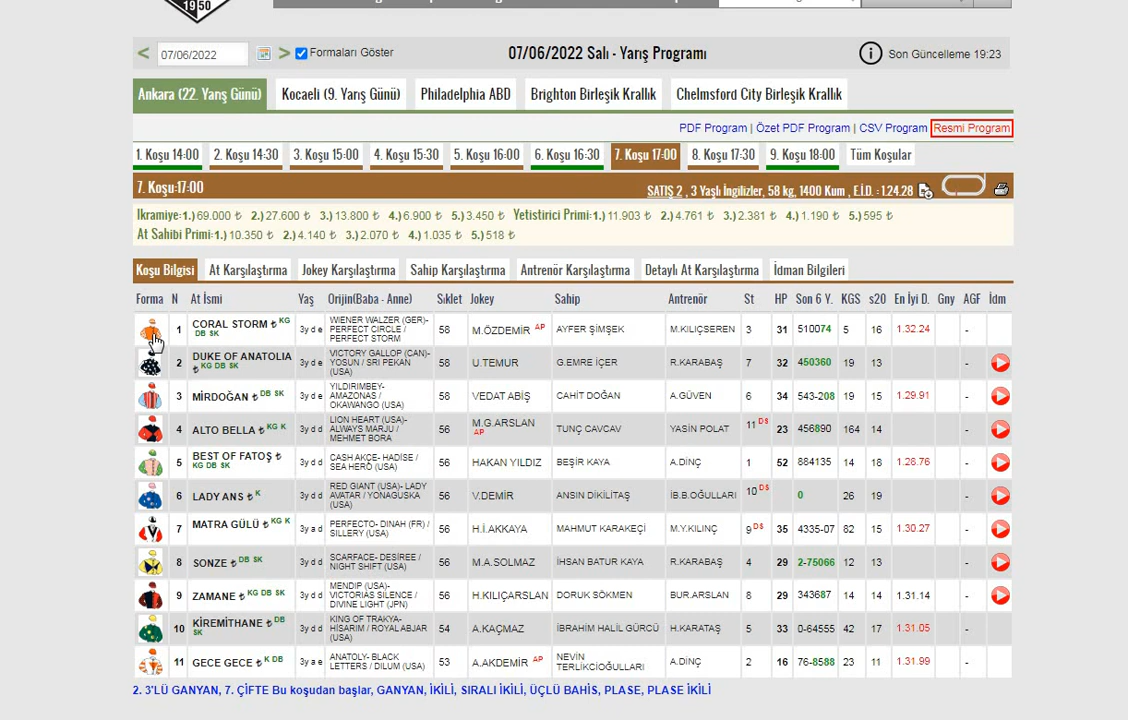 1950
07/06/2022 Formaları Göster 07/06/2022 Salı - Yarış Programı Son Güncelleme 19:23
Ankara (22. Yarış Günü) Kocaeli (9. Yarış Günü) Philadelphia ABD Brighton Birleşik Krallık Chelmsford City Birleşik Krallık
PDF Program | Özet PDF Program | CSV Program Resmi Program
1. Koşu 14:00 2. Koşu 14:30 3. Koşu 15:00 4. Koşu 15:30 5. Koşu 16:00 6. Koşu 16:30 7. Koşu 17:00 8. Koşu 17:30 9. Koşu 18:00 Tüm Koşular
7. Koşu:17:00 SATIŞ 2 , 3 Yaşlı İngilizler, 58 kg, 1400 Kum , E.İ.D. : 1.24.28
Ikramiye:1.) 69.000 ₺ 2.) 27.600 ₺ 3.) 13.800 ₺ 4.) 6.900 ₺ 5.) 3.450 ₺ Yetistirici Primi:1.) 11.903 ₺ 2.) 4.761 ₺ 3.) 2.381 ₺ 4.) 1.190 ₺ 5.) 595 ₺
At Sahibi Primi:1.) 10.350 ₺ 2.) 4.140 ₺ 3.) 2.070 ₺ 4.) 1.035 ₺ 5.) 518 ₺
Koşu Bilgisi At Karşılaştırma Jokey Karşılaştırma Sahip Karşılaştırma Antrenör Karşılaştırma Detaylı At Karşılaştırma İdman Bilgileri
Forma N At İsmi Yaş Orijin(Baba - Anne) Sıklet Jokey Sahip Antrenör St HP Son 6 Y. KGS s20 En İyi D. Gny AGF İdm
1 CORAL STORM ₺ KG DB SK 3y d e WIENER WALZER (GER)- PERFECT CIRCLE / PERFECT STORM 58 M.ÖZDEMİR AP AYFER ŞİMŞEK M.KILIÇSEREN 3 31 510074 5 16 1.32.24 -
2 DUKE OF ANATOLIA ₺ KG DB SK 3y d e VICTORY GALLOP (CAN)- YOSUN / SRI PEKAN (USA) 58 U.TEMUR G.EMRE İÇER R.KARABAŞ 7 32 450360 19 13 -
3 MİRDOĞAN ₺ DB SK 3y d e YILDIRIMBEY- AMAZONAS / OKAWANGO (USA) 58 VEDAT ABİŞ CAHİT DOĞAN A.GÜVEN 6 34 543-208 19 15 1.29.91 -
4 ALTO BELLA ₺ KG K 3y d d LION HEART (USA)- ALWAYS MARJU / MEHMET BORA 56 M.G.ARSLAN AP TUNÇ CAVCAV YASİN POLAT 11 DS 23 456890 164 14 -
5 BEST OF FATOŞ ₺ KG DB SK 3y d d CASH AKÇE- HADİSE / SEA HERO (USA) 56 HAKAN YILDIZ BEŞİR KAYA A.DİNÇ 1 52 884135 14 18 1.28.76 -
6 LADY ANS ₺ K 3y d d RED GIANT (USA)- LADY AVATAR / YONAGUSKA (USA) 56 V.DEMİR ANSIN DİKİLİTAŞ İB.B.OĞULLARI 10 DS 0 26 19 -
7 MATRA GÜLÜ ₺ KG K 3y a d PERFECTO- DINAH (FR) / SILLERY (USA) 56 H.İ.AKKAYA MAHMUT KARAKEÇİ M.Y.KILINÇ 9 DS 35 4335-07 82 15 1.30.27 -
8 SONZE ₺ DB SK 3y d d SCARFACE- DESİREE / NIGHT SHIFT (USA) 56 M.A.SOLMAZ İHSAN BATUR KAYA A.DİNÇ 4 29 2-75066 12 13 -
9 ZAMANE ₺ KG DB SK 3y d d MENDIP (USA)- VICTORIAS SILENCE / DIVINE LIGHT (JPN) 56 H.KILIÇARSLAN DORUK SÖKMEN BUR.ARSLAN 8 29 343687 14 14 1.31.14 -
10 KİREMİTHANE ₺ DB SK 3y d d KING OF TRAKYA- HİSARIM / ROYAL ABJAR (USA) 54 A.KAÇMAZ İBRAHİM HALİL GÜRCÜ H.KARATAŞ 5 33 0-64555 42 17 1.31.05 -
11 GECE GECE ₺ K DB 3y a e ANATOLY- BLACK LETTERS / DILUM (USA) 53 A.AKDEMİR AP NEVİN TERLİKCİOĞULLARI A.DİNÇ 2 16 76-8588 23 11 1.31.99 -
2. 3'LÜ GANYAN, 7. ÇİFTE Bu koşudan başlar, GANYAN, İKİLİ, SIRALI İKİLİ, ÜÇLÜ BAHİS, PLASE, PLASE İKİLİ